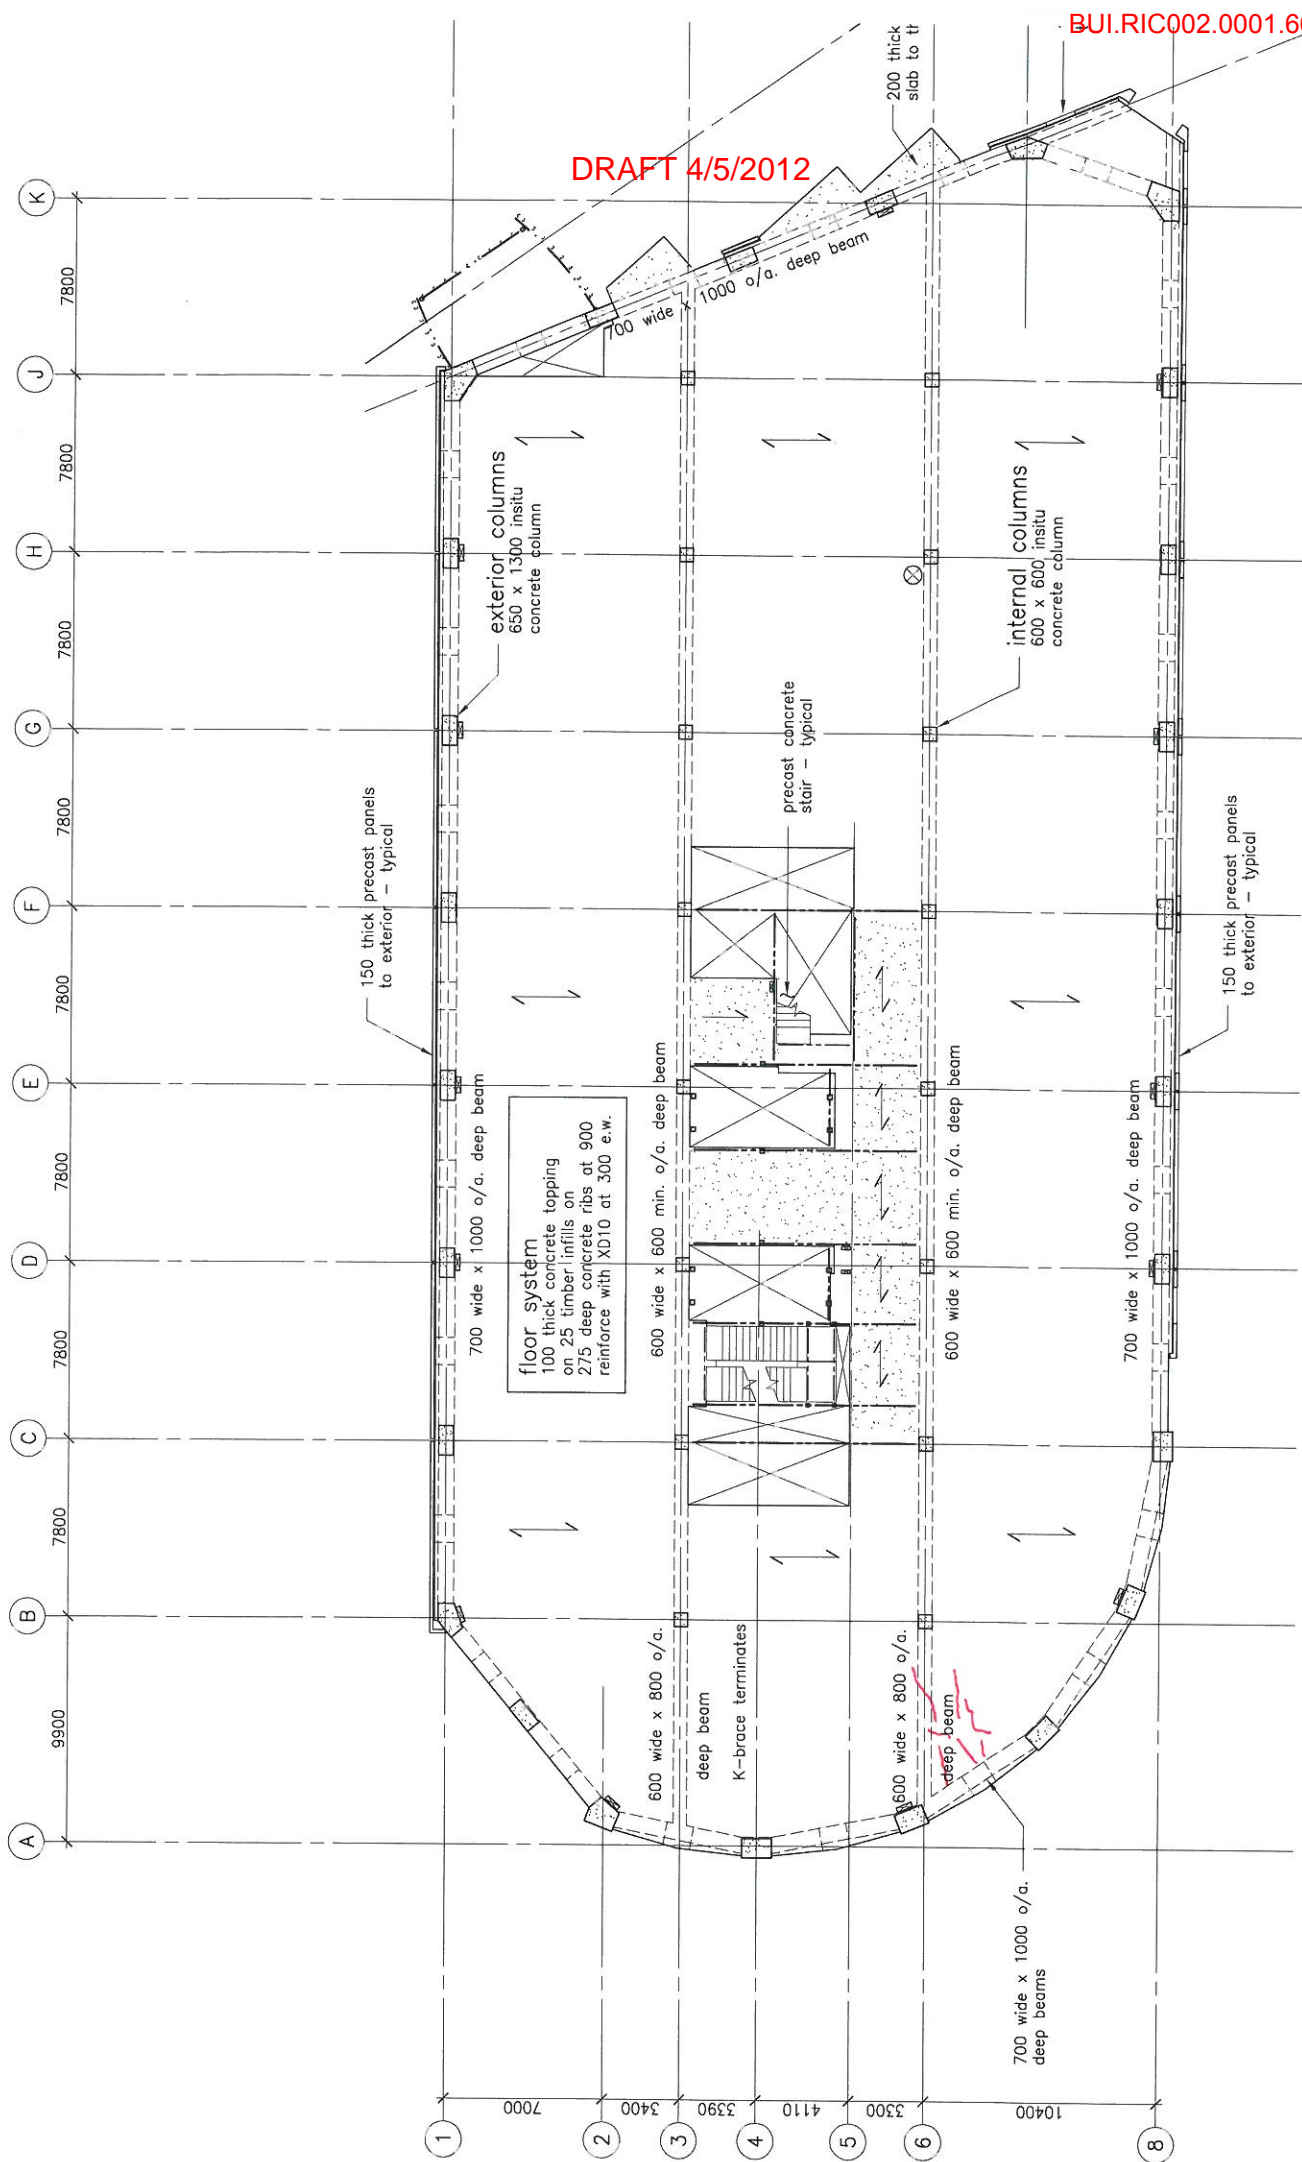 BUI.RIC002.0001.6
DRAFT 4/5/2012
200 thick
K
7800
J
7800
H
7800
G
7800
F
7800
E
7800
D
7800
C
7800
B
9900
A
700 wide x 1000 o/a. deep beam
exterior columns
650 x 1300 insitu
concrete column
internal columns
600 x 600 insitu
concrete column
precast concrete
stair – typical
150 thick precast panels
to exterior – typical
150 thick precast panels
to exterior – typical
700 wide x 1000 o/a. deep beam
floor system
100 thick concrete topping
on 25 timber infills on
275 deep concrete ribs at 900
reinforce with XD10 at 300 e.w.
600 wide x 600 min. o/a. deep beam
600 wide x 600 min. o/a. deep beam
700 wide x 1000 o/a. deep beam
600 wide x 800 o/a.
deep beam
K–brace terminates
600 wide x 800 o/a.
deep beam
700 wide x 1000 o/a.
deep beams
1
7000
2
3400
3
3390
4
4110
5
3300
6
10400
8